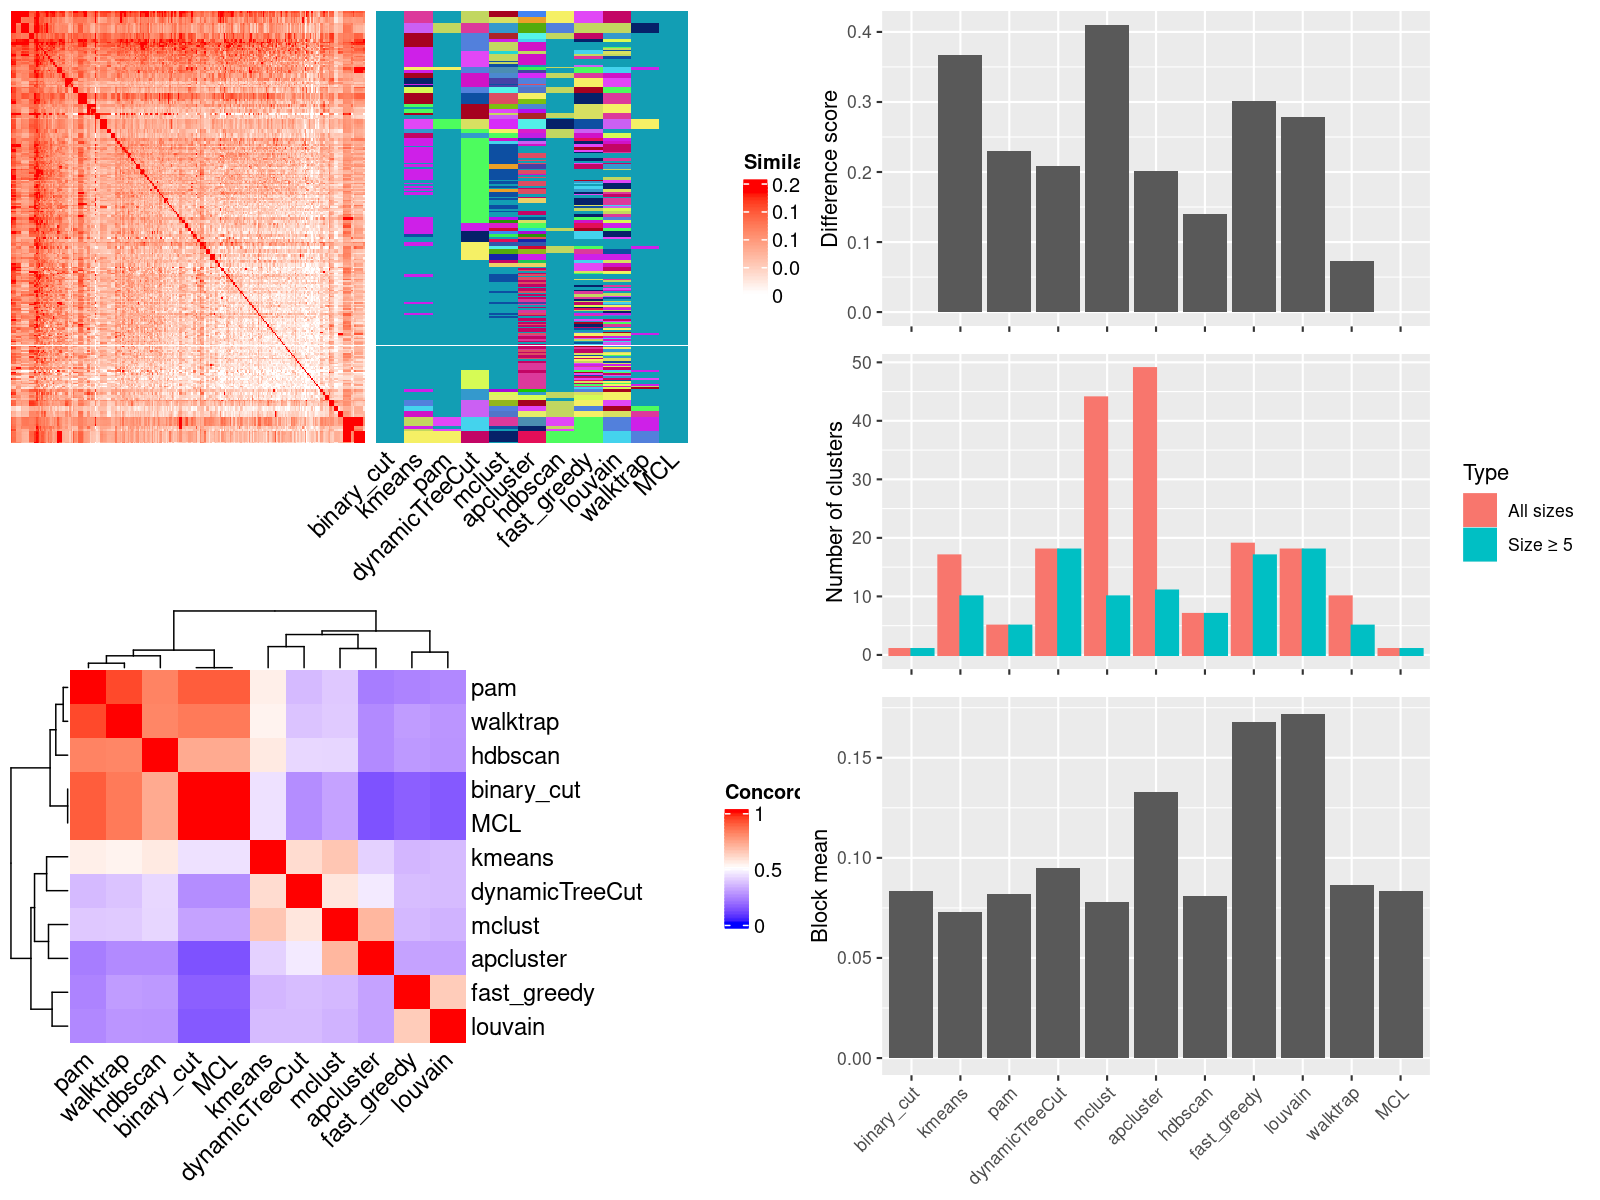 Simila
0.2
0.1
0.1
0.0
0
binary_cut
kmeans
pam
dynamicTreeCut
mclust
apcluster
hdbscan
fast_greedy
louvain
walktrap
MCL
pam
walktrap
hdbscan
binary_cut
MCL
kmeans
dynamicTreeCut
mclust
apcluster
fast_greedy
louvain
pam
walktrap
hdbscan
binary_cut
MCL
kmeans
dynamicTreeCut
mclust
apcluster
fast_greedy
louvain
Concord
1
0.5
0
Difference score
0.4
0.3
0.2
0.1
0.0
Number of clusters
50
40
30
20
10
0
Type
All sizes
Size ≥ 5
Block mean
0.15
0.10
0.05
0.00
binary_cut
kmeans
pam
dynamicTreeCut
mclust
apcluster
hdbscan
fast_greedy
louvain
walktrap
MCL